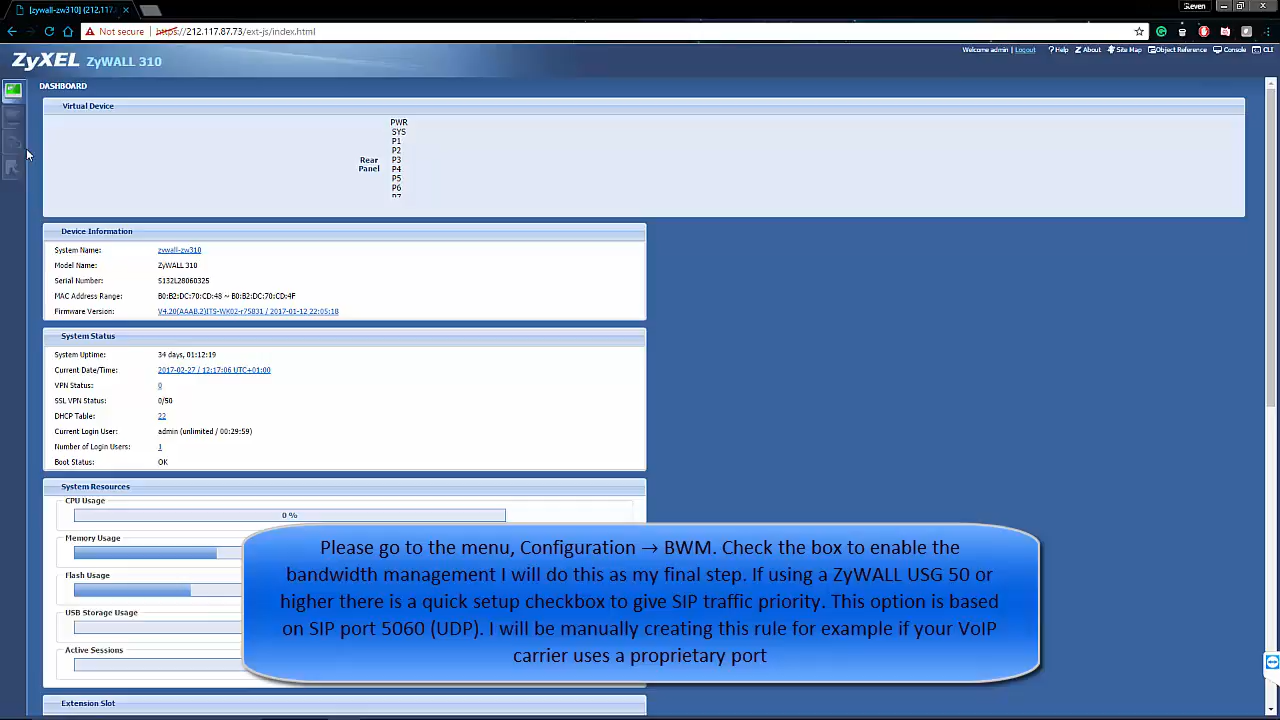 [zywall-zw310] (212.117.
Steven
Not secure https://212.117.87.73/ext-js/index.html
ZyXEL ZyWALL 310
Welcome admin | Logout ? Help Z About Site Map Object Reference Console CLI
DASHBOARD
Virtual Device
Rear
Panel
PWR
SYS
P1
P2
P3
P4
P5
P6
P7
Device Information
System Name: zywall-zw310
Model Name: ZyWALL 310
Serial Number: S132L28060325
MAC Address Range: B0:B2:DC:70:CD:48 ~ B0:B2:DC:70:CD:4F
Firmware Version: V4.20(AAAB.2)ITS-WK02-r75831 / 2017-01-12 22:05:18
System Status
System Uptime: 34 days, 01:12:19
Current Date/Time: 2017-02-27 / 12:17:06 UTC+01:00
VPN Status: 0
SSL VPN Status: 0/50
DHCP Table: 22
Current Login User: admin (unlimited / 00:29:59)
Number of Login Users: 1
Boot Status: OK
System Resources
CPU Usage
0 %
Memory Usage
Flash Usage
USB Storage Usage
Active Sessions
Extension Slot
Please go to the menu, Configuration → BWM. Check the box to enable the
bandwidth management I will do this as my final step. If using a ZyWALL USG 50 or
higher there is a quick setup checkbox to give SIP traffic priority. This option is based
on SIP port 5060 (UDP). I will be manually creating this rule for example if your VoIP
carrier uses a proprietary port